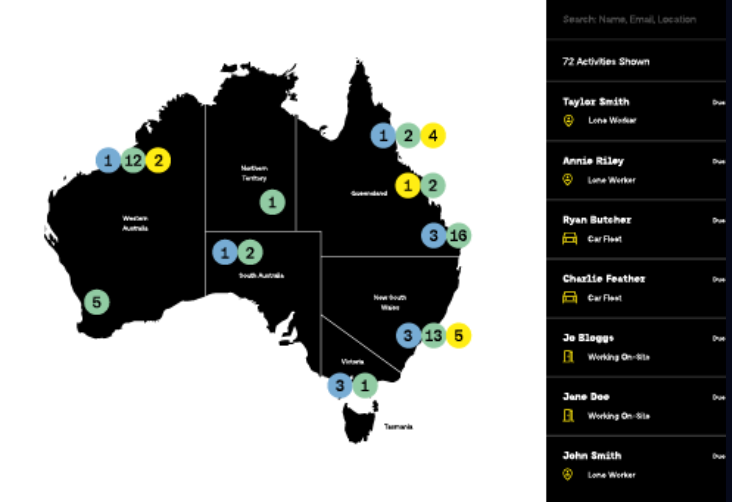 Search: Name, Email, Location
72 Activities Shown
Taylor Smith Due
Lone Worker
Annie Riley Due
Lone Worker
Ryan Butcher Due
Car Fleet
Charlie Feather Due
Car Fleet
Jo Bloggs Due
Working On-Site
Jane Doe Due
Working On-Site
John Smith Due
Lone Worker
1 2 4
1 12 2
Northern
Territory
1
Queensland
1 2
Western
Australia
3 16
1 2
South Australia
5
New South
Wales
3 13 5
Victoria
3 1
Tasmania